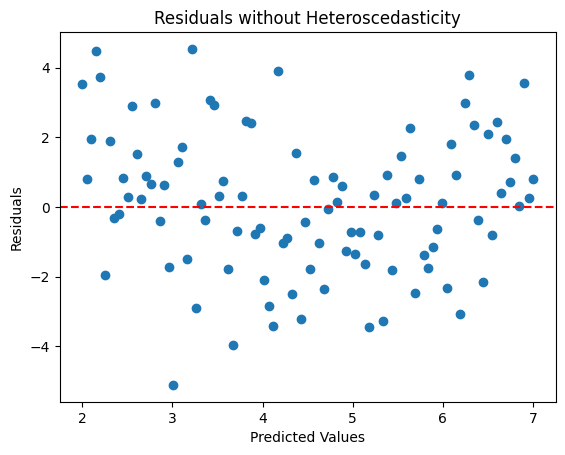 Residuals without Heteroscedasticity
4
2
0
−2
−4
Residuals
2 3 4 5 6 7
Predicted Values